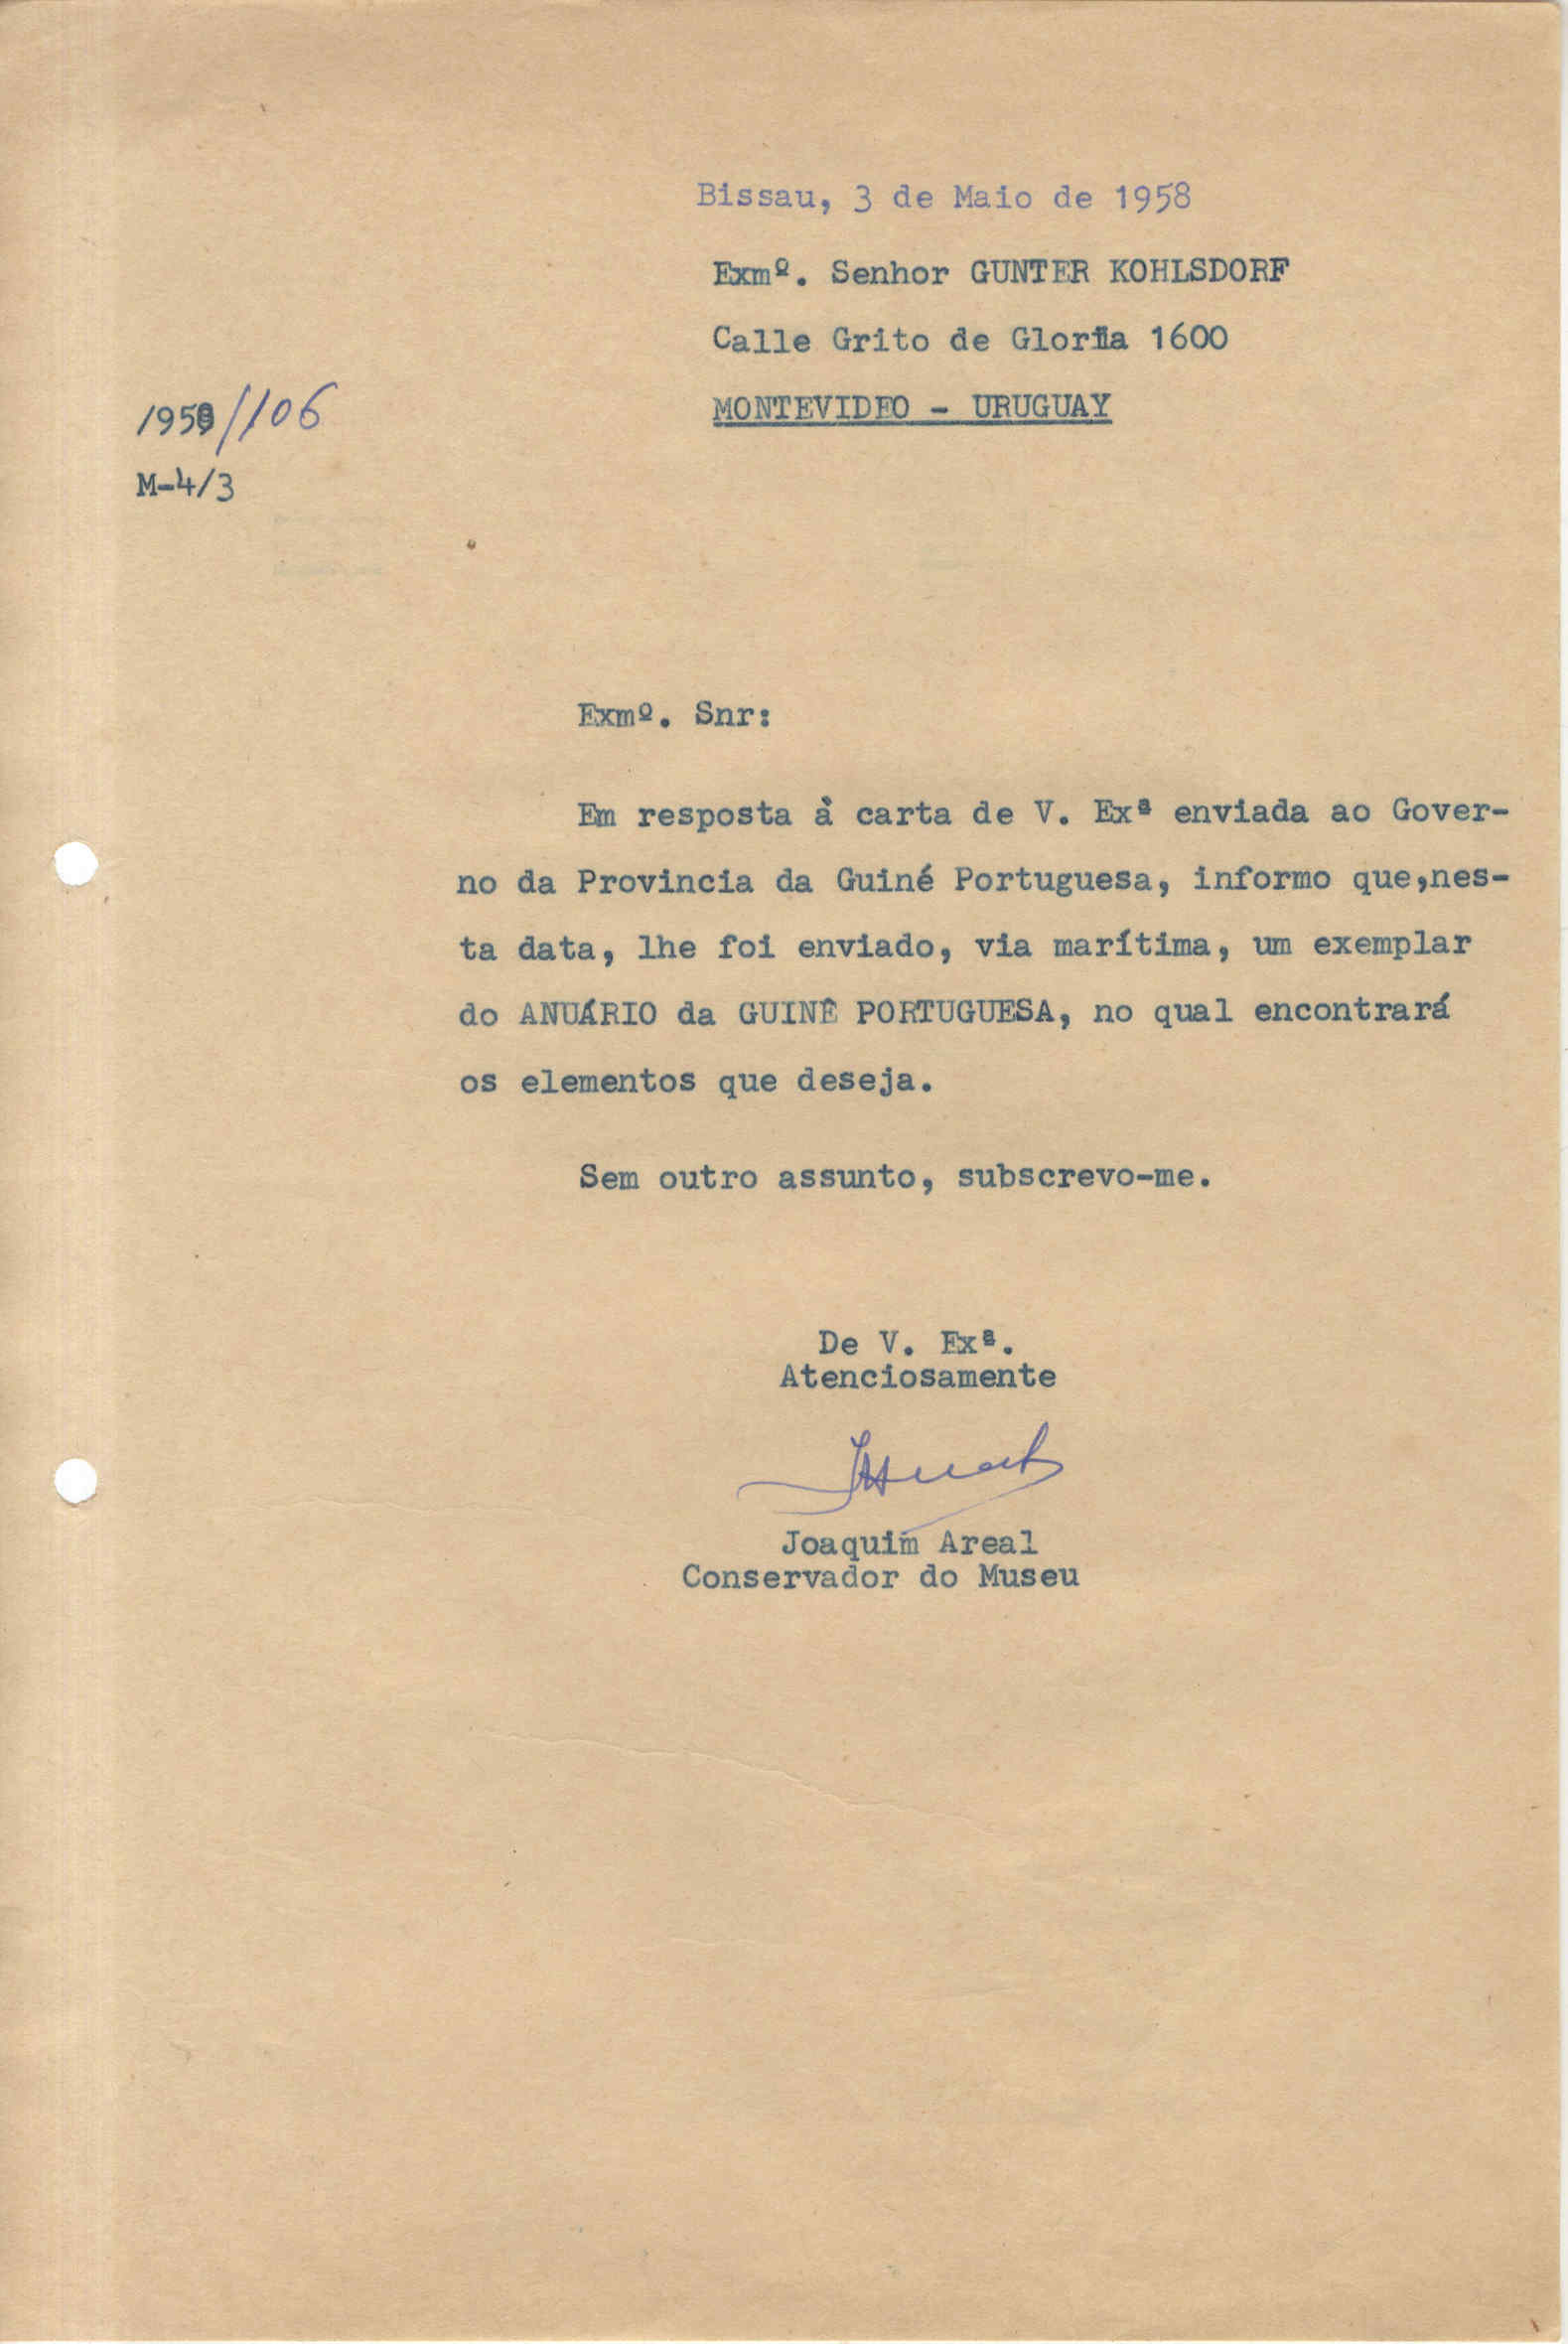 Bissau, 3 de Maio de 1958
Exmº. Senhor GUNTER KOHLSDORF
Calle Grito de Gloria 1600
MONTEVIDEO - URUGUAY
1958/106
M-4/3
Exmº. Snr:
Em resposta à carta de V. Exª enviada ao Gover-
no da Provincia da Guiné Portuguesa, informo que,nes-
ta data, lhe foi enviado, via marítima, um exemplar
do ANUÁRIO da GUINÉ PORTUGUESA, no qual encontrará
os elementos que deseja.
Sem outro assunto, subscrevo-me.
De V. Exª.
Atenciosamente
Joaquim Areal
Conservador do Museu